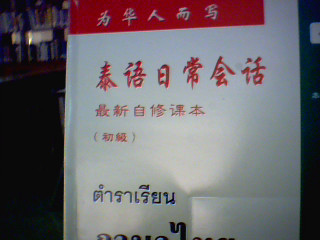 为华人而写
泰语日常会话
最新自修课本
(初級)
ตำราเรียน